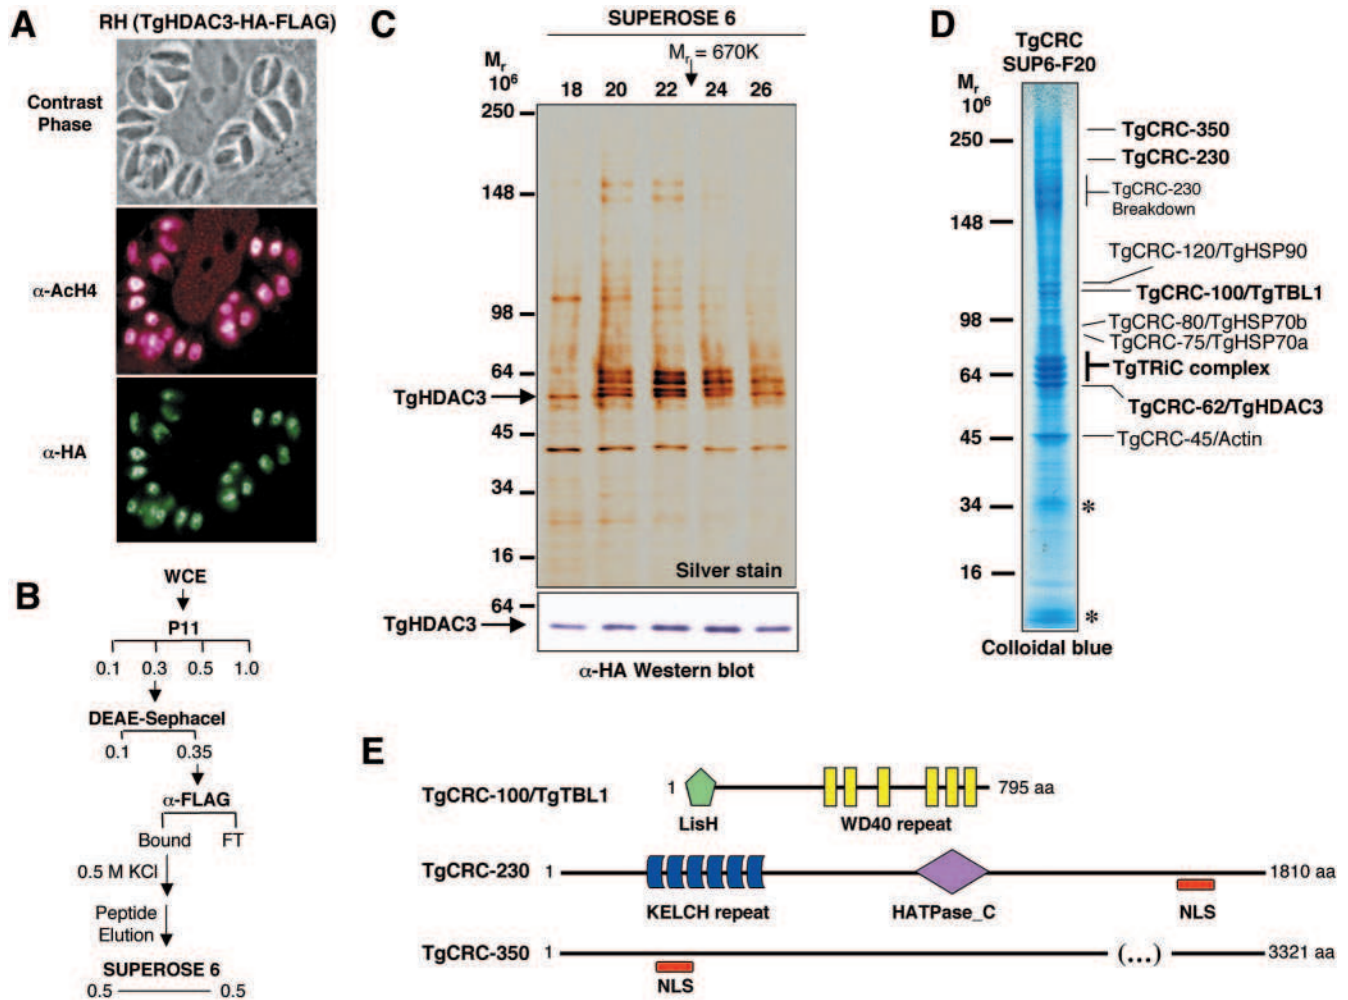 A
RH (TgHDAC3-HA-FLAG)
Contrast
Phase
α-AcH4
α-HA
B
WCE
P11
0.1 0.3 0.5 1.0
DEAE-Sephacel
0.1 0.35
α-FLAG
Bound FT
0.5 M KCl
Peptide
Elution
SUPEROSE 6
0.5 0.5
C
SUPEROSE 6
Mr = 670K
Mr
10⁶
18 20 22 24 26
250
148
98
64
TgHDAC3
45
34
16
Silver stain
64
TgHDAC3
α-HA Western blot
D
TgCRC
SUP6-F20
Mr
10⁶
250
148
98
64
45
34
16
TgCRC-350
TgCRC-230
TgCRC-230
Breakdown
TgCRC-120/TgHSP90
TgCRC-100/TgTBL1
TgCRC-80/TgHSP70b
TgCRC-75/TgHSP70a
TgTRiC complex
TgCRC-62/TgHDAC3
TgCRC-45/Actin
*
*
Colloidal blue
E
TgCRC-100/TgTBL1 1 795 aa
LisH WD40 repeat
TgCRC-230 1 1810 aa
KELCH repeat HATPase_C NLS
TgCRC-350 1 (...) 3321 aa
NLS